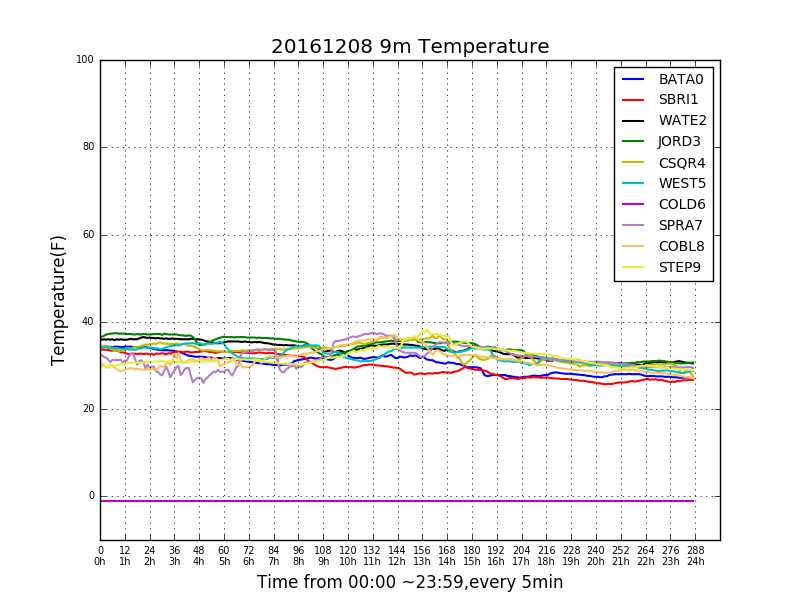 20161208 9m Temperature
100
80
60
40
20
0
Temperature(F)
BATA0
SBRI1
WATE2
JORD3
CSQR4
WEST5
COLD6
SPRA7
COBL8
STEP9
0 12 24 36 48 60 72 84 96 108 120 132 144 156 168 180 192 204 216 228 240 252 264 276 288
0h 1h 2h 3h 4h 5h 6h 7h 8h 9h 10h 11h 12h 13h 14h 15h 16h 17h 18h 19h 20h 21h 22h 23h 24h
Time from 00:00 ~23:59,every 5min